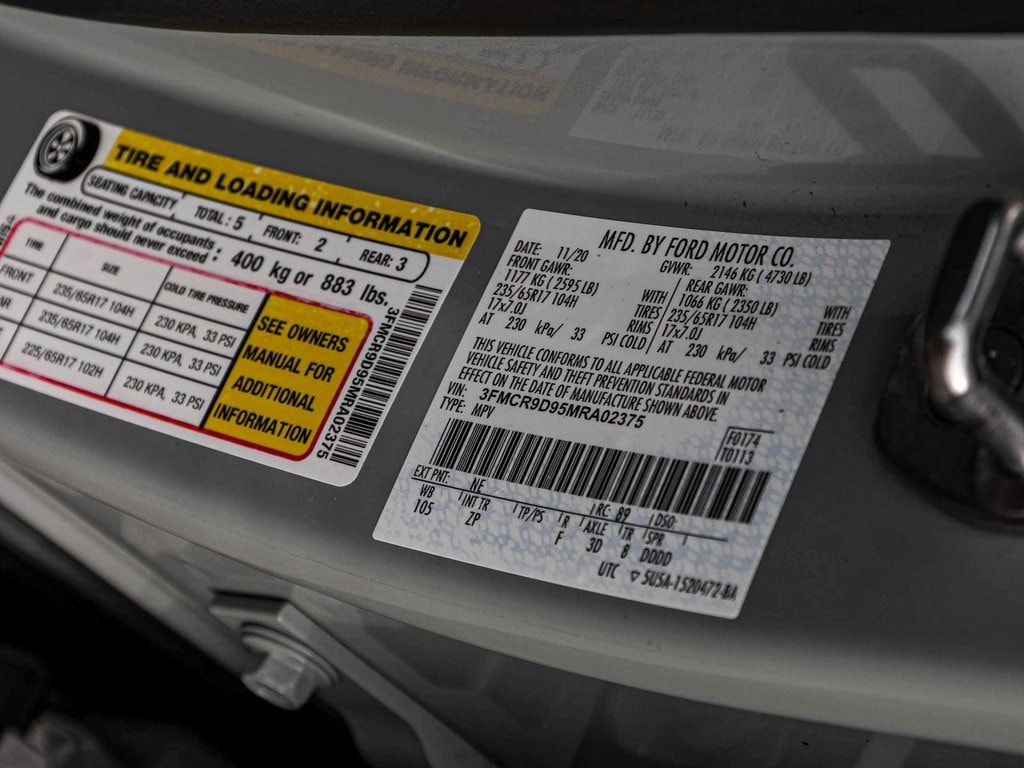 TIRE AND LOADING INFORMATION
SEATING CAPACITY TOTAL : 5 FRONT: 2 REAR: 3
The combined weight of occupants and cargo should never exceed : 400 kg or 883 lbs.
TIRE SIZE COLD TIRE PRESSURE
FRONT 235/65R17 104H 230 KPA, 33 PSI
235/65R17 104H 230 KPA, 33 PSI
225/65R17 102H 230 KPA, 33 PSI
SEE OWNERS
MANUAL FOR
ADDITIONAL
INFORMATION
3FMCR9D95MRA02375
MFD. BY FORD MOTOR CO.
DATE: 11/20 GVWR: 2146 KG ( 4730 LB)
FRONT GAWR: REAR GAWR:
1177 KG ( 2595 LB) WITH 1066 KG ( 2350 LB) WITH
235/65R17 104H TIRES 235/65R17 104H TIRES
17x7.0J RIMS 17x7.0J RIMS
AT 230 kPa/ 33 PSI COLD AT 230 kPa/ 33 PSI COLD
THIS VEHICLE CONFORMS TO ALL APPLICABLE FEDERAL MOTOR
VEHICLE SAFETY AND THEFT PREVENTION STANDARDS IN
EFFECT ON THE DATE OF MANUFACTURE SHOWN ABOVE.
VIN: 3FMCR9D95MRA02375
TYPE: MPV
F0174
T0113
EXT PNT: NE RC: 89 DSO:
WB INT TR TP/PS R AXLE TR SPR
105 ZP F 3D 8 DDDD
UTC ▽ 5U5A-1520472-BA